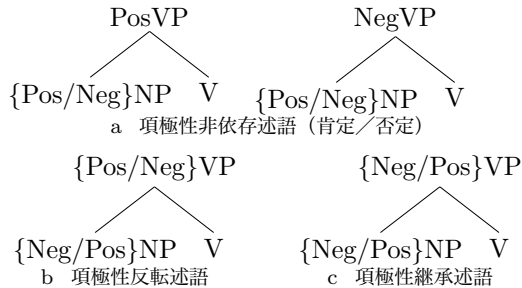 PosVP NegVP
{Pos/Neg}NP V {Pos/Neg}NP V
a 項極性非依存述語（肯定／否定）
{Pos/Neg}VP {Neg/Pos}VP
{Neg/Pos}NP V {Neg/Pos}NP V
b 項極性反転述語 c 項極性継承述語